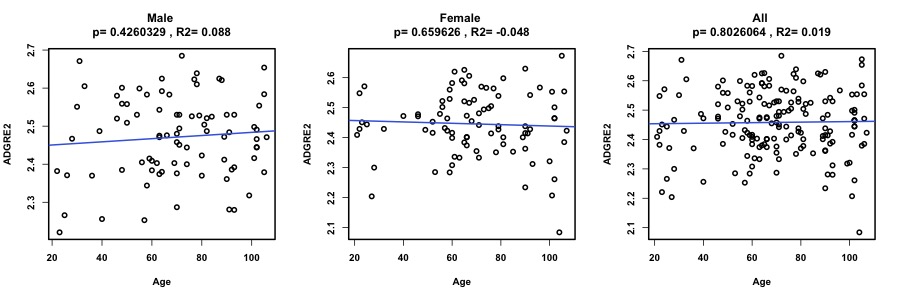 Male
p= 0.4260329 , R2= 0.088
ADGRE2
2.7
2.6
2.5
2.4
2.3
20 40 60 80 100
Age
Female
p= 0.659626 , R2= -0.048
ADGRE2
2.6
2.5
2.4
2.3
2.2
2.1
20 40 60 80 100
Age
All
p= 0.8026064 , R2= 0.019
ADGRE2
2.7
2.6
2.5
2.4
2.3
2.2
2.1
20 40 60 80 100
Age